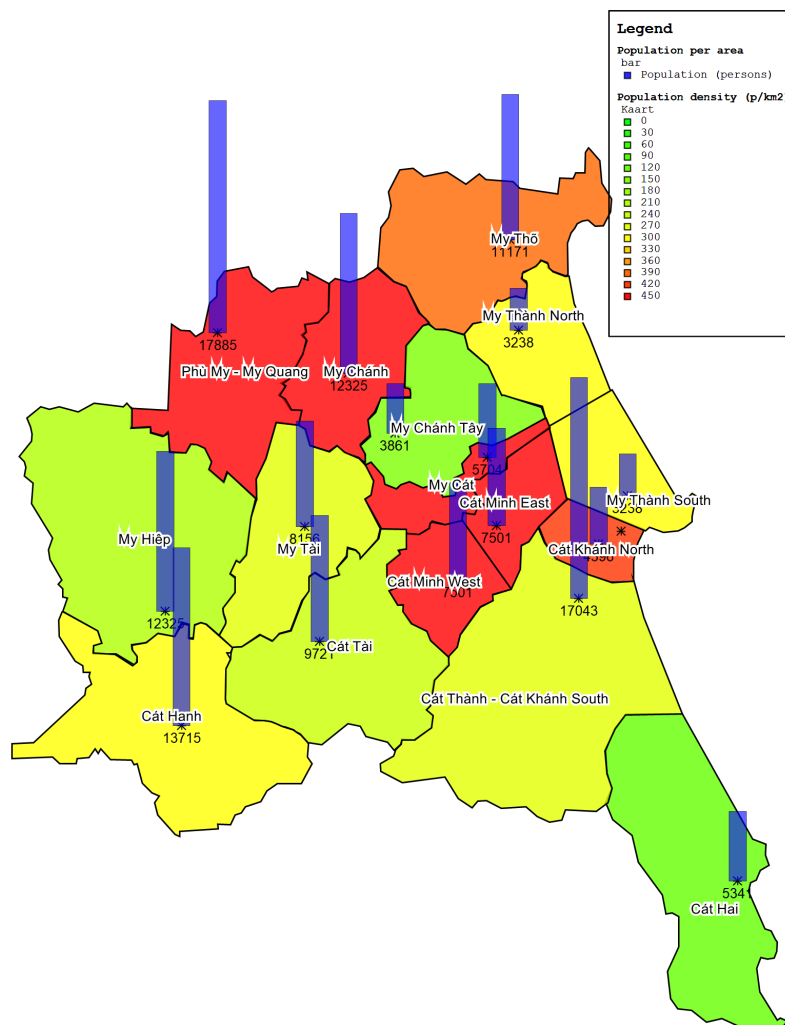 Legend
Population per area
bar
Population (persons)
Population density (p/km2
Kaart
0
30
60
90
120
150
180
210
240
270
300
330
360
390
420
450
My Thõ
11171
My Thành North
3238
17885
Phù My - My Quang
My Chánh
12325
My Chánh Tây
3861
5704
My Cát
Cát Minh East
7501
My Thành South
3238
Cát Khánh North
4396
My Hiêp
12325
My Tài
8156
Cát Minh West
7501
17043
Cát Tài
9721
Cát Thành - Cát Khánh South
Cát Hanh
13715
5341
Cát Hai